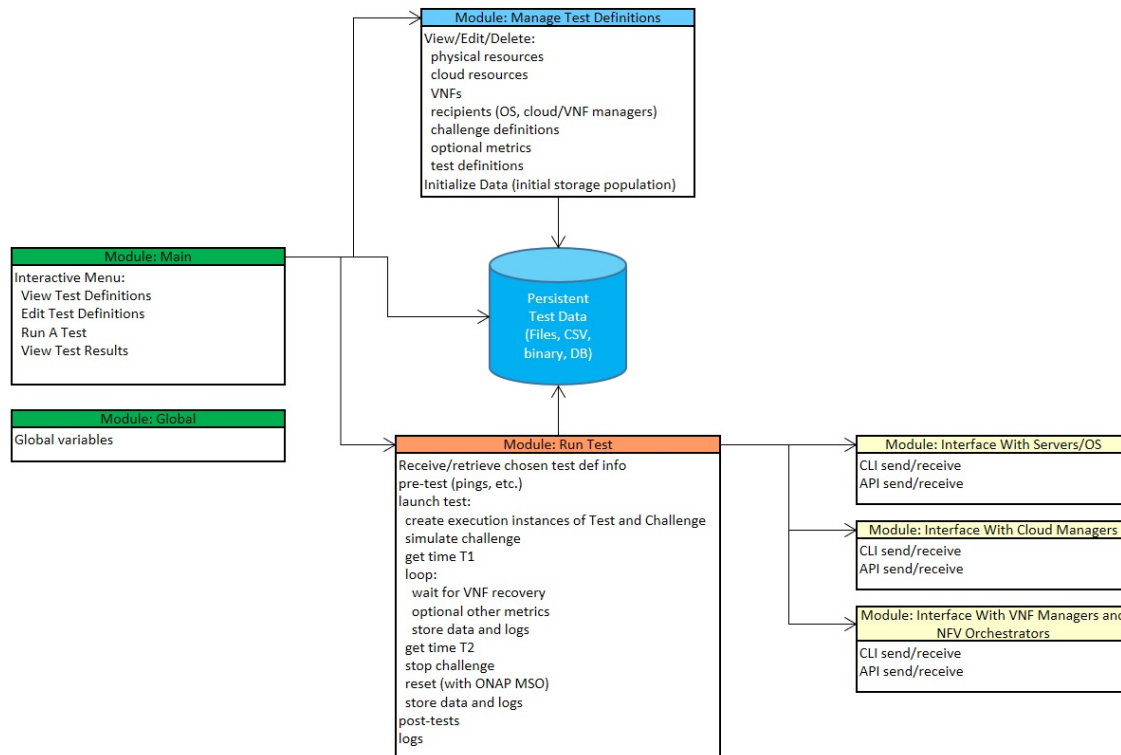 Module: Manage Test Definitions
View/Edit/Delete:
physical resources
cloud resources
VNFs
recipients (OS, cloud/VNF managers)
challenge definitions
optional metrics
test definitions
Initialize Data (initial storage population)
Module: Main
Interactive Menu:
View Test Definitions
Edit Test Definitions
Run A Test
View Test Results
Persistent
Test Data
(Files, CSV,
binary, DB)
Module: Global
Global variables
Module: Run Test
Receive/retrieve chosen test def info
pre-test (pings, etc.)
launch test:
create execution instances of Test and Challenge
simulate challenge
get time T1
loop:
wait for VNF recovery
optional other metrics
store data and logs
get time T2
stop challenge
reset (with ONAP MSO)
store data and logs
post-tests
logs
Module: Interface With Servers/OS
CLI send/receive
API send/receive
Module: Interface With Cloud Managers
CLI send/receive
API send/receive
Module: Interface With VNF Managers and
NFV Orchestrators
CLI send/receive
API send/receive